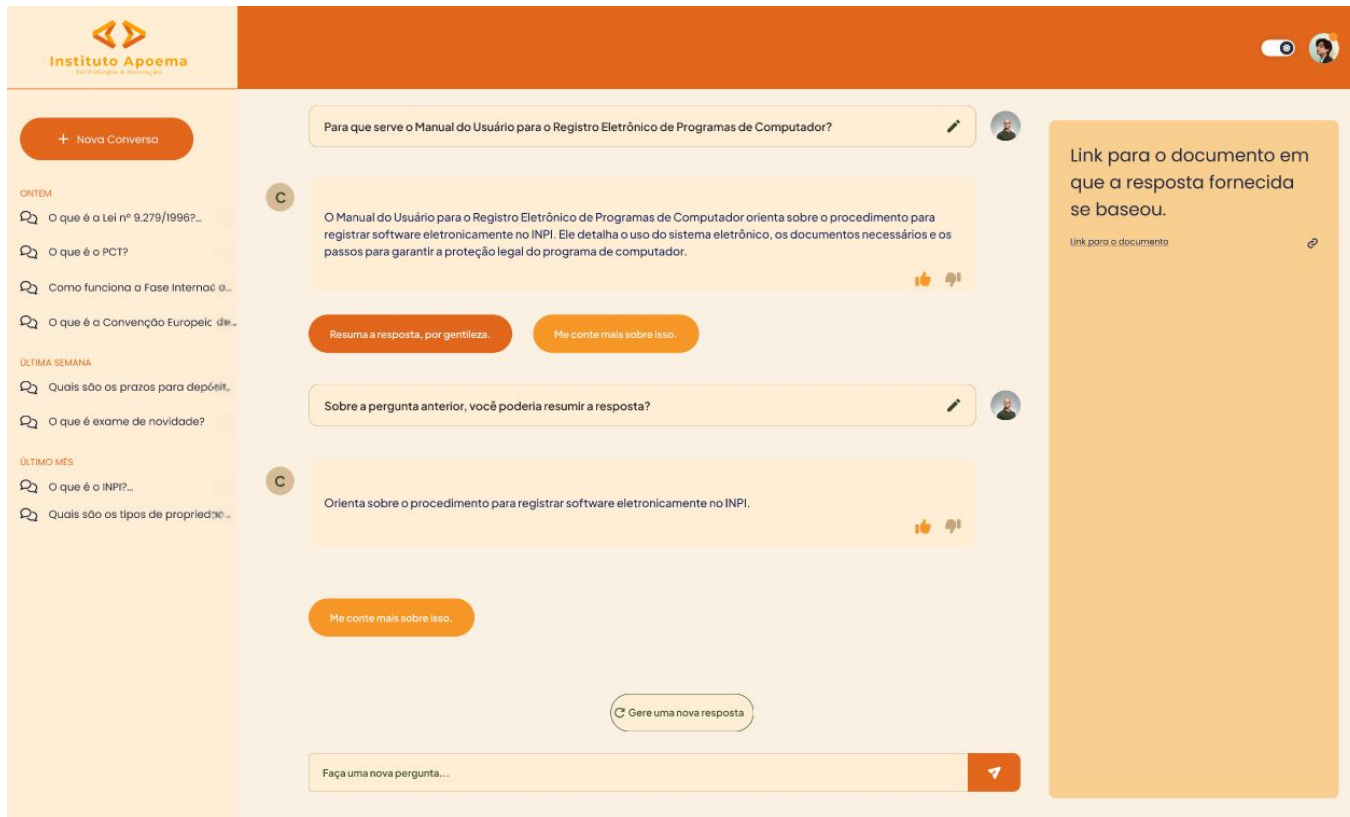 Instituto Apoema
tecnologia e inovação
+ Nova Conversa
ONTEM
O que é a Lei nº 9.279/1996?...
O que é o PCT?
Como funciona a Fase
O que é a Convenção
ÚLTIMA SEMANA
Quais são os prazos para
O que é exame de novidade?
ÚLTIMO MÊS
O que é o INPI?...
Quais são os tipos de
Para que serve o Manual do Usuário para o Registro Eletrônico de Programas de Computador?
C
O Manual do Usuário para o Registro Eletrônico de Programas de Computador orienta sobre o procedimento para
registrar software eletronicamente no INPI. Ele detalha o uso do sistema eletrônico, os documentos necessários e os
passos para garantir a proteção legal do programa de computador.
Resuma a resposta, por gentileza.
Me conte mais sobre isso.
Sobre a pergunta anterior, você poderia resumir a resposta?
C
Orienta sobre o procedimento para registrar software eletronicamente no INPI.
Me conte mais sobre isso.
Gere uma nova resposta
Faça uma nova pergunta...
Link para o documento em
que a resposta fornecida
se baseou.
Link para o documento